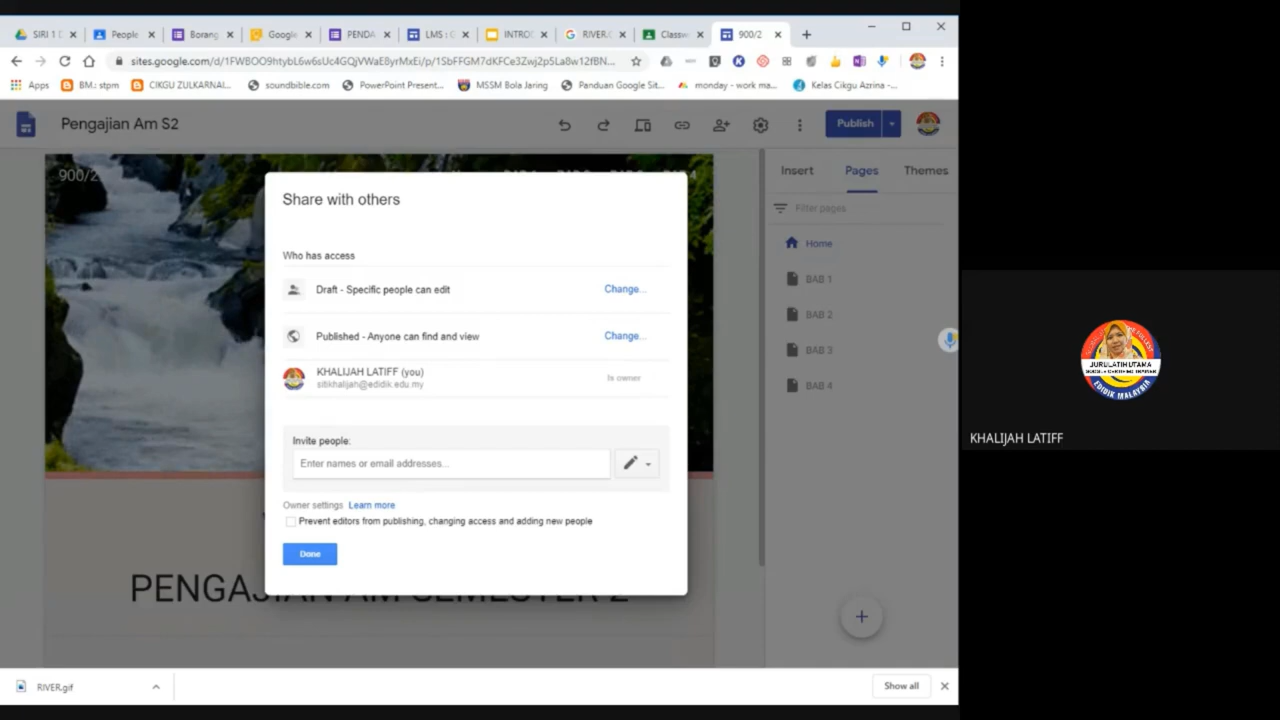 SIRI 1 D
People
Borang
Google
PENDA
LMS : G
INTRO
RIVER.G
Classw
900/2
sites.google.com/d/1FWBOO9htybL6w6sUc4GQjVWaE8yrMxEi/p/1SbFFGM7dKFCe3Zwj2p5La8w12fBN...
Apps
BM.: stpm
CIKGU ZULKARNAI...
soundbible.com
PowerPoint Present...
MSSM Bola Jaring
Panduan Google Sit...
monday - work ma...
Kelas Cikgu Azrina -...
Pengajian Am S2
Publish
900/2
Insert
Pages
Themes
Filter pages
Home
BAB 1
BAB 2
BAB 3
BAB 4
Share with others
Who has access
Draft - Specific people can edit
Change...
Published - Anyone can find and view
Change...
KHALIJAH LATIFF (you)
sitikhalijah@edidik.edu.my
Is owner
Invite people:
Enter names or email addresses...
Owner settings Learn more
Prevent editors from publishing, changing access and adding new people
Done
PENGAJIAN AM SEMESTER 2
RIVER.gif
Show all
JURULATIH UTAMA
GOOGLE CERTIFIED TRAINER
EDIDIK MALAYSIA
KHALIJAH LATIFF